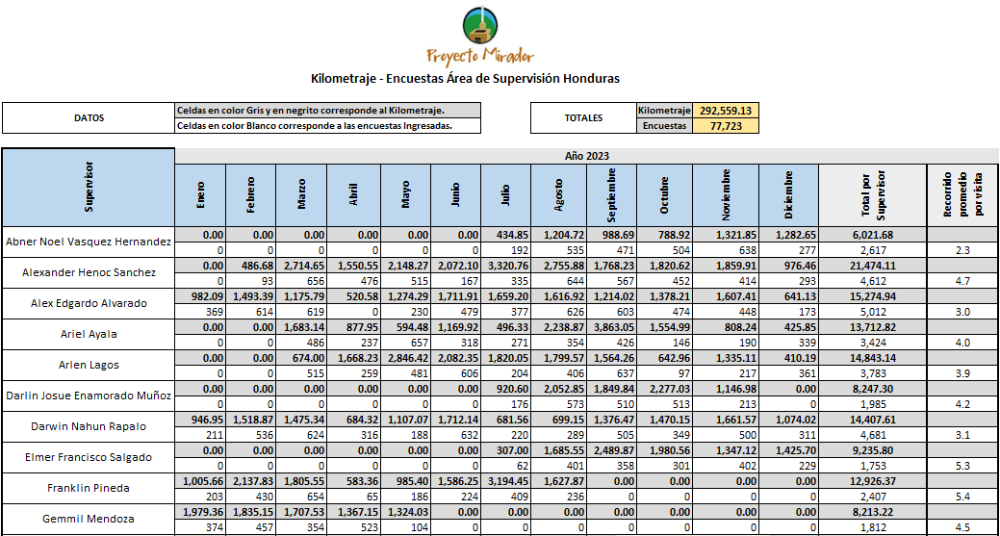 Proyecto Mirador
Kilometraje - Encuestas Área de Supervisión Honduras
DATOS
Celdas en color Gris y en negrito corresponde al Kilometraje.
Celdas en color Blanco corresponde a las encuestas Ingresadas.
TOTALES
Kilometraje 292,559.13
Encuestas 77,723
Supervisor
Año 2023
Enero Febrero Marzo Abril Mayo Junio Julio Agosto Septiembre Octubre Noviembre Diciembre Total por Supervisor Recorrido promedio por visita
Abner Noel Vasquez Hernandez
0.00 0.00 0.00 0.00 0.00 0.00 434.85 1,204.72 988.69 788.92 1,321.85 1,282.65 6,021.68
0 0 0 0 0 0 192 535 471 504 638 277 2,617 2.3
Alexander Henoc Sanchez
0.00 486.68 2,714.65 1,550.55 2,148.27 2,072.10 3,320.76 2,755.88 1,768.23 1,820.62 1,859.91 976.46 21,474.11
0 93 656 476 515 167 335 644 567 452 414 293 4,612 4.7
Alex Edgardo Alvarado
982.09 1,493.39 1,175.79 520.58 1,274.29 1,711.91 1,659.20 1,616.92 1,214.02 1,378.21 1,607.41 641.13 15,274.94
369 614 619 0 230 479 377 626 603 474 448 173 5,012 3.0
Ariel Ayala
0.00 0.00 1,683.14 877.95 594.48 1,169.92 496.33 2,238.87 3,863.05 1,554.99 808.24 425.85 13,712.82
0 0 486 237 657 318 271 354 426 146 190 339 3,424 4.0
Arlen Lagos
0.00 0.00 674.00 1,668.23 2,846.42 2,082.35 1,820.05 1,799.57 1,564.26 642.96 1,335.11 410.19 14,843.14
0 0 515 259 481 606 204 406 637 97 217 361 3,783 3.9
Darlin Josue Enamorado Muñoz
0.00 0.00 0.00 0.00 0.00 0.00 920.60 2,052.85 1,849.84 2,277.03 1,146.98 0.00 8,247.30
0 0 0 0 0 0 176 573 510 513 213 0 1,985 4.2
Darwin Nahun Rapalo
946.95 1,518.87 1,475.34 684.32 1,107.07 1,712.14 681.56 699.15 1,376.47 1,470.15 1,661.57 1,074.02 14,407.61
211 536 624 316 188 632 220 289 505 349 500 311 4,681 3.1
Elmer Francisco Salgado
0.00 0.00 0.00 0.00 0.00 0.00 307.00 1,685.55 2,489.87 1,980.56 1,347.12 1,425.70 9,235.80
0 0 0 0 0 0 62 401 358 301 402 229 1,753 5.3
Franklin Pineda
1,005.66 2,137.83 1,805.55 583.36 985.40 1,586.25 3,194.45 1,627.87 0.00 0.00 0.00 0.00 12,926.37
203 430 654 65 186 224 409 236 0 0 0 0 2,407 5.4
Gemmil Mendoza
1,979.36 1,835.15 1,707.53 1,367.15 1,324.03 0.00 0.00 0.00 0.00 0.00 0.00 0.00 8,213.22
374 457 354 523 104 0 0 0 0 0 0 0 1,812 4.5